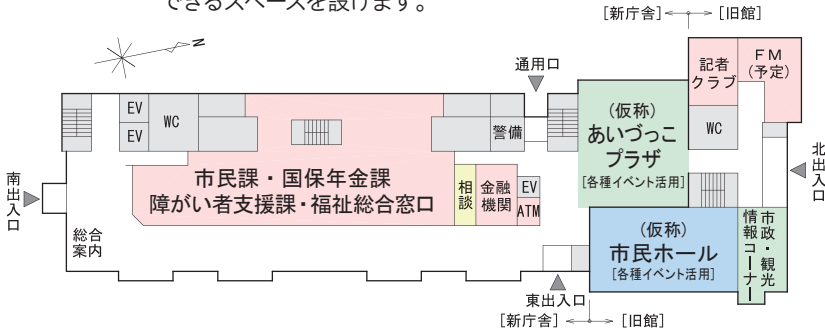 できるスペースを設けます。
[新庁舎] [旧館]
N
通用口
記者
クラブ
FM
(予定)
EV
EV
WC
警備
(仮称)
あいづっこ
プラザ
[各種イベント活用]
WC
北出入口
南出入口
市民課・国保年金課
障がい者支援課・福祉総合窓口
相談
金融
機関
EV
ATM
総合
案内
(仮称)
市民ホール
[各種イベント活用]
市政・観光
情報コーナー
東出入口
[新庁舎] [旧館]